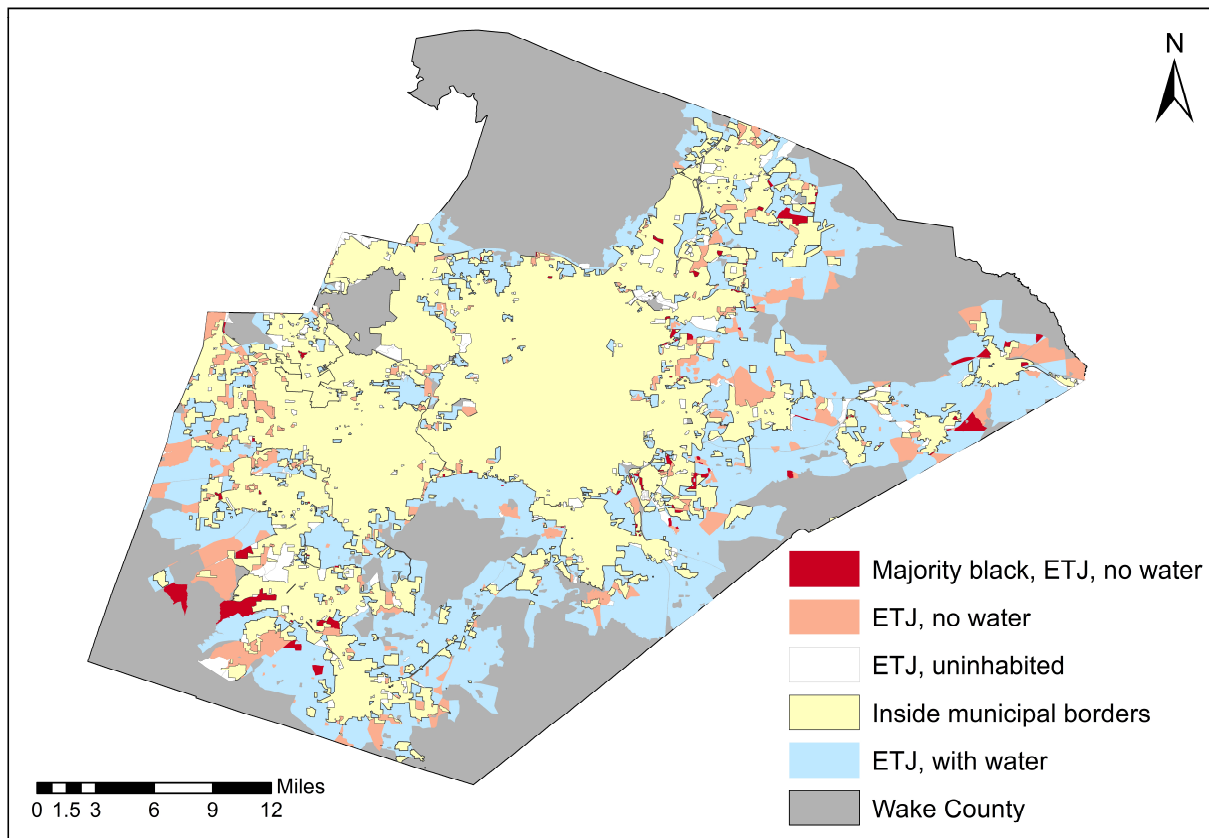 N
Majority black, ETJ, no water
ETJ, no water
ETJ, uninhabited
Inside municipal borders
ETJ, with water
Wake County
Miles
0 1.5 3 6 9 12